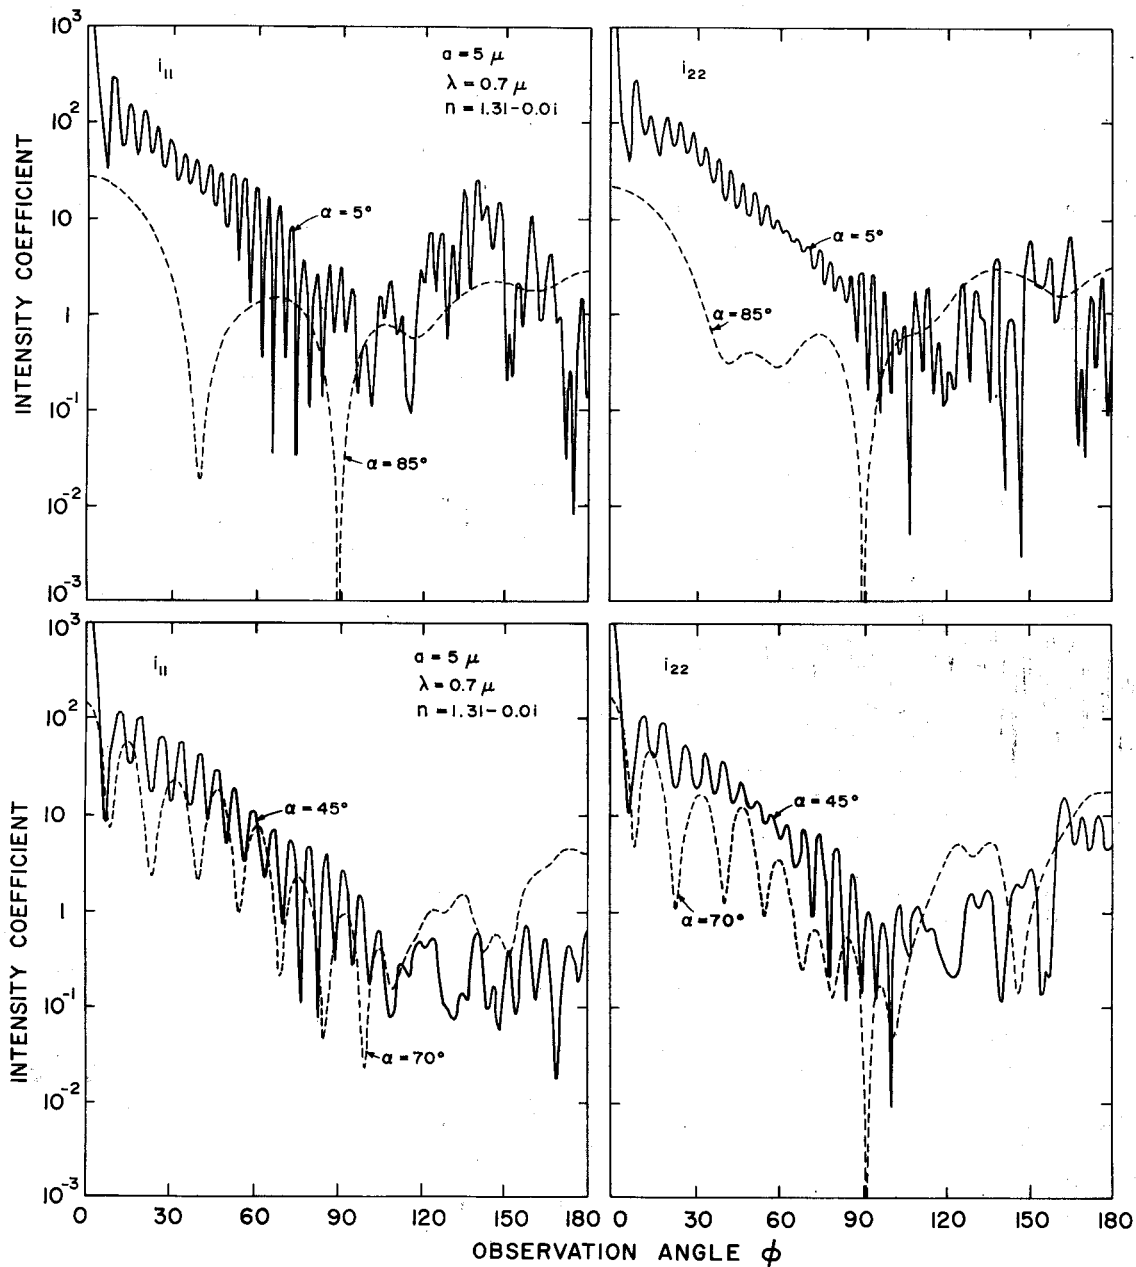 i₁₁
a = 5 μ
λ = 0.7 μ
n = 1.31-0.0i
i₂₂
10³
10²
10
1
10⁻¹
10⁻²
10⁻³
INTENSITY COEFFICIENT
α = 5°
α = 85°
α = 5°
α = 85°
i₁₁
a = 5 μ
λ = 0.7 μ
n = 1.31-0.0i
i₂₂
10³
10²
10
1
10⁻¹
10⁻²
10⁻³
INTENSITY COEFFICIENT
α = 45°
α = 70°
α = 45°
α = 70°
0 30 60 90 120 150 180 0 30 60 90 120 150 180
OBSERVATION ANGLE ϕ